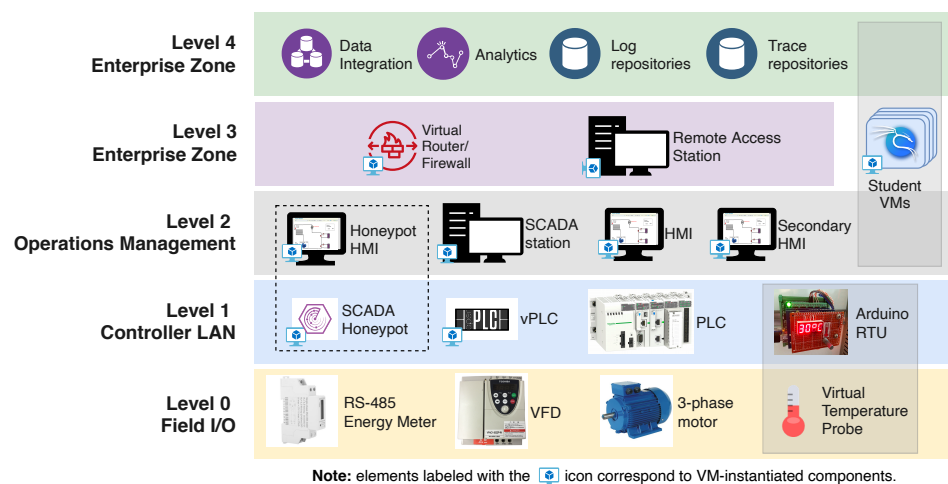 Level 4
Enterprise Zone
Data
Integration
Analytics
Log
repositories
Trace
repositories
Level 3
Enterprise Zone
Virtual
Router/
Firewall
Remote Access
Station
Student
VMs
Level 2
Operations Management
Honeypot
HMI
SCADA
station
HMI
Secondary
HMI
Level 1
Controller LAN
SCADA
Honeypot
PLC
vPLC
PLC
30°C
Arduino
RTU
Level 0
Field I/O
RS-485
Energy Meter
VFD
3-phase
motor
Virtual
Temperature
Probe
Note: elements labeled with the icon correspond to VM-instantiated components.